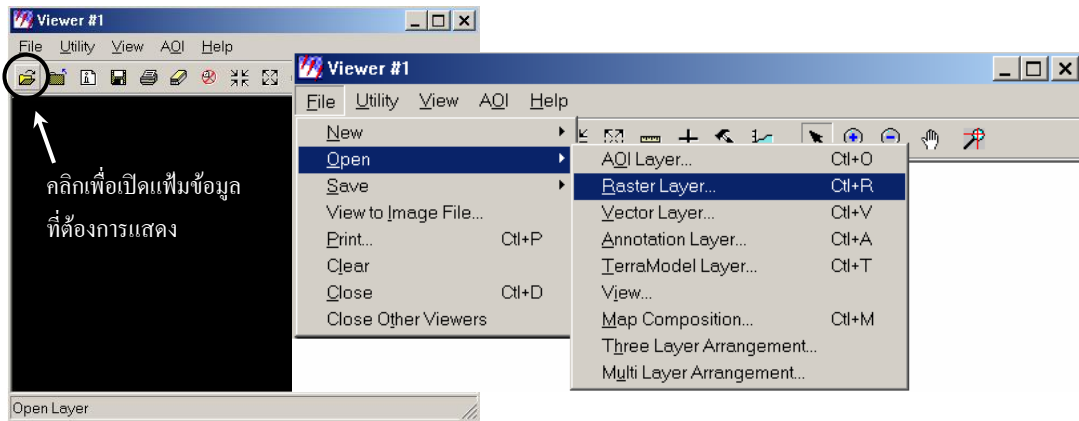 Viewer #1
File Utility View AOI Help
คลิกเพื่อเปิดแฟ้มข้อมูล
ที่ต้องการแสดง
Open Layer
Viewer #1
File Utility View AOI Help
New
Open
Save
View to Image File...
Print... Ctl+P
Clear
Close Ctl+D
Close Other Viewers
AOI Layer... Ctl+O
Raster Layer... Ctl+R
Vector Layer... Ctl+V
Annotation Layer... Ctl+A
TerraModel Layer... Ctl+T
View...
Map Composition... Ctl+M
Three Layer Arrangement...
Multi Layer Arrangement...